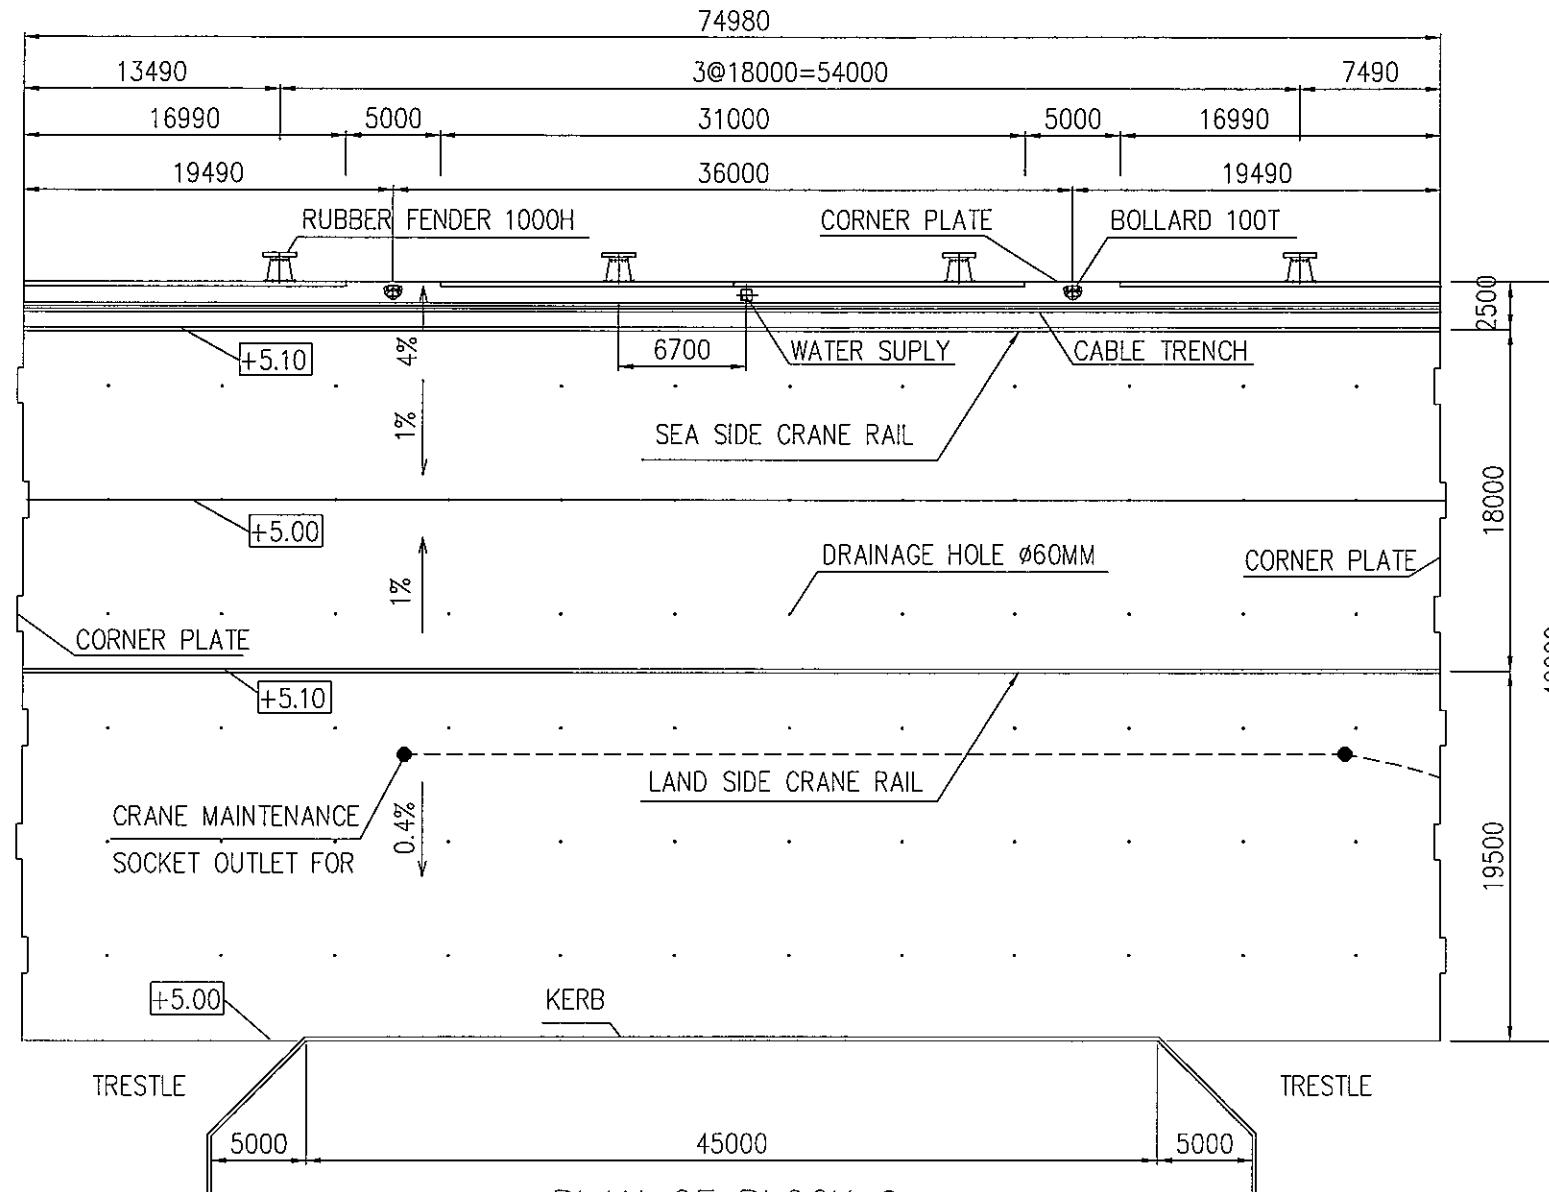 74980
13490 3@18000=54000 7490
16990 5000 31000 5000 16990
19490 36000 19490
RUBBER FENDER 1000H CORNER PLATE BOLLARD 100T
2500
+5.10 4% 6700 WATER SUPLY CABLE TRENCH
1% SEA SIDE CRANE RAIL
18000
+5.00
DRAINAGE HOLE Ø60MM CORNER PLATE
1%
CORNER PLATE
+5.10
LAND SIDE CRANE RAIL
CRANE MAINTENANCE
SOCKET OUTLET FOR
0.4%
19500
+5.00 KERB
TRESTLE TRESTLE
5000 45000 5000